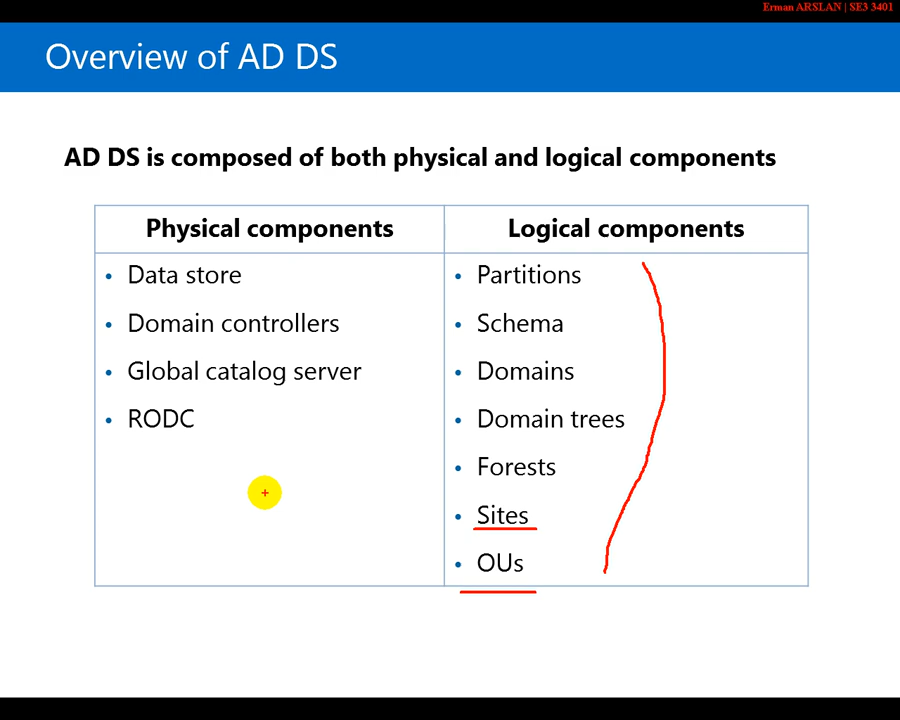 Erman ARSLAN | SE3 3401
Overview of AD DS
AD DS is composed of both physical and logical components
Physical components
Logical components
• Data store
• Domain controllers
• Global catalog server
• RODC
• Partitions
• Schema
• Domains
• Domain trees
• Forests
• Sites
• OUs